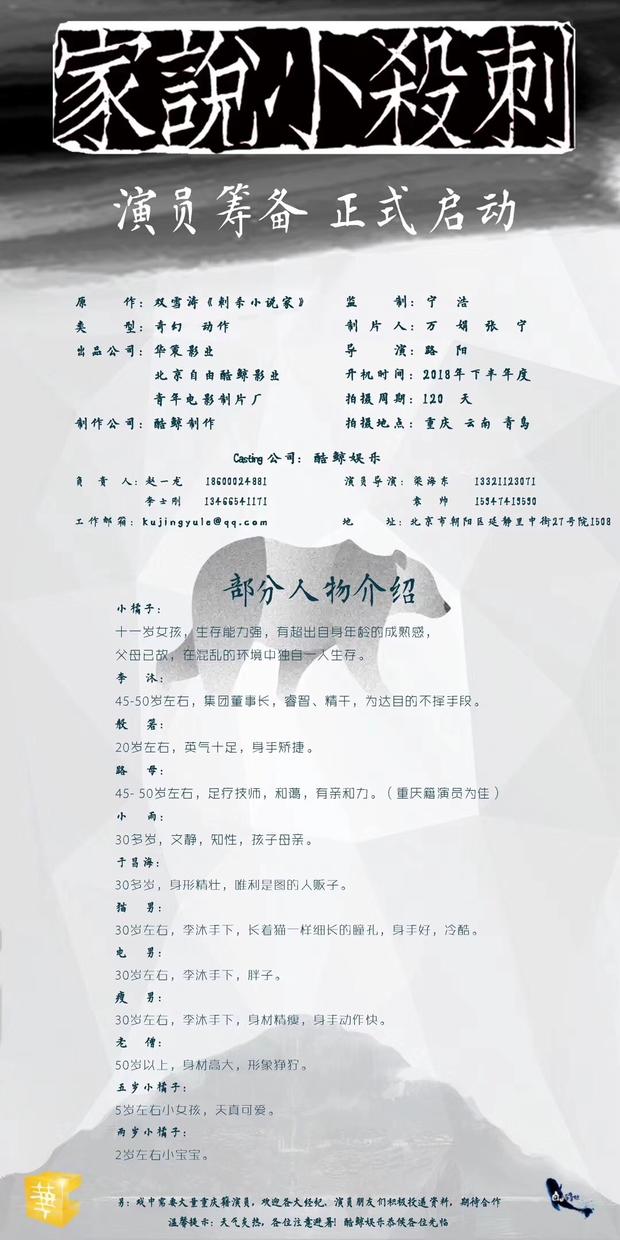 家說小殺刺
演员筹备 正式启动
原 作：双雪涛《刺杀小说家》
类 型：奇幻 动作
出品公司：华策影业
北京自由酷鲸影业
青年电影制片厂
制作公司：酷鲸制作
监 制：宁 浩
制 片 人：万 娟 张 宁
导 演：路 阳
开机时间：2018年下半年度
拍摄周期：120 天
拍摄地点：重庆 云南 青岛
Casting 公司：酷鲸娱乐
负 责 人：赵一龙 18600024881
李士刚 13466541171
工作邮箱：kujingyule@qq.com
演员导演：荣海东 13321123071
袁 帅 15947419590
地 址：北京市朝阳区延静里中街27号院1508
部分人物介绍
小橘子：
十一岁女孩，生存能力强，有超出自身年龄的成熟感，
父母已故，在混乱的环境中独自一人生存。
李 沐：
45-50岁左右，集团董事长，睿智、精干，为达目的不择手段。
般 若：
20岁左右，英气十足，身手矫捷。
路 母：
45- 50岁左右，足疗技师，和蔼，有亲和力。（重庆籍演员为佳）
小 雨：
30多岁，文静，知性，孩子母亲。
于昌海：
30多岁，身形精壮，唯利是图的人贩子。
猫 男：
30岁左右，李沐手下，长着猫一样细长的瞳孔，身手好，冷酷。
电 男：
30岁左右，李沐手下，胖子。
瘦 男：
30岁左右，李沐手下，身材精瘦，身手动作快。
老 僧：
50岁以上，身材高大，形象狰狞。
五岁小橘子：
5岁左右小女孩，天真可爱。
两岁小橘子：
2岁左右小宝宝。
另：戏中需要大量重庆籍演员，欢迎各大经纪、演员朋友们积极投递资料，期待合作
温馨提示：天气炎热，各位注意避暑！酷鲸娱乐恭候各位光临
華